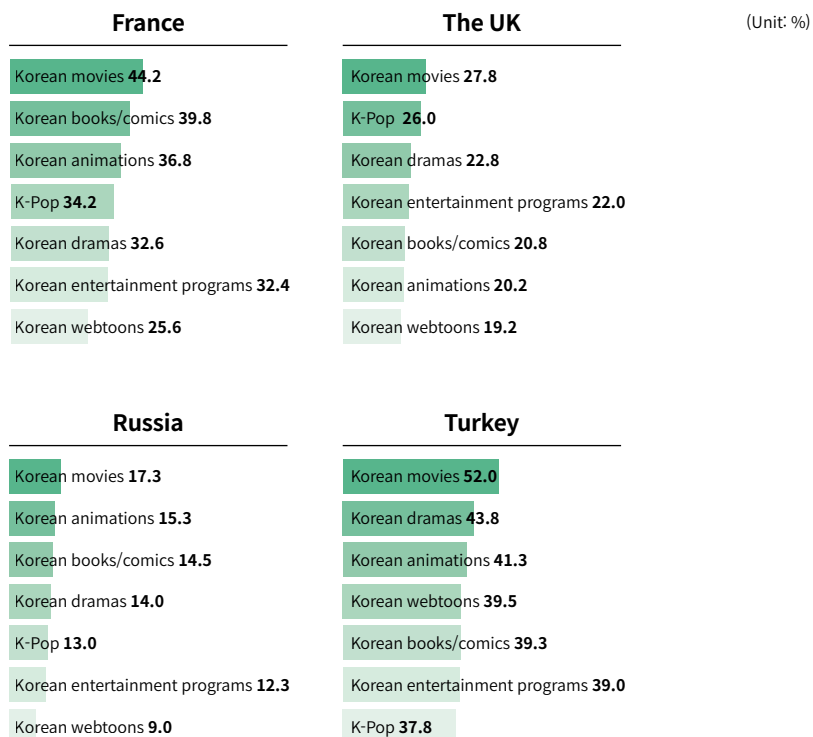 France
Korean movies 44.2
Korean books/comics 39.8
Korean animations 36.8
K-Pop 34.2
Korean dramas 32.6
Korean entertainment programs 32.4
Korean webtoons 25.6
The UK
(Unit: %)
Korean movies 27.8
K-Pop 26.0
Korean dramas 22.8
Korean entertainment programs 22.0
Korean books/comics 20.8
Korean animations 20.2
Korean webtoons 19.2
Russia
Korean movies 17.3
Korean animations 15.3
Korean books/comics 14.5
Korean dramas 14.0
K-Pop 13.0
Korean entertainment programs 12.3
Korean webtoons 9.0
Turkey
Korean movies 52.0
Korean dramas 43.8
Korean animations 41.3
Korean webtoons 39.5
Korean books/comics 39.3
Korean entertainment programs 39.0
K-Pop 37.8